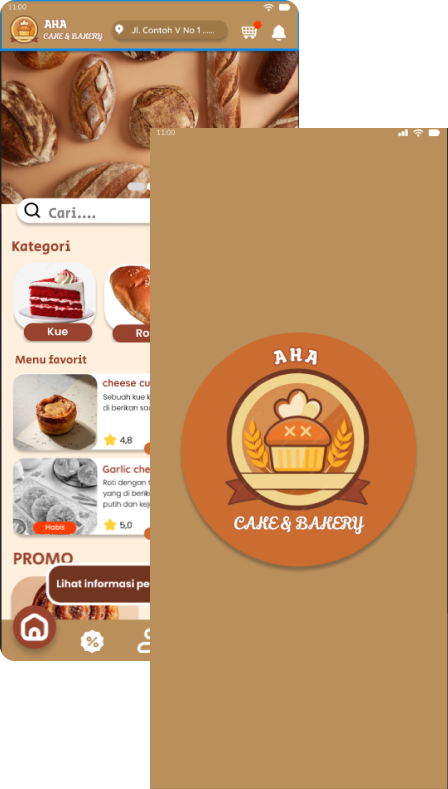 11:00
AHA
CAKE & BAKERY
Jl. Contoh V No 1 ......
Cari....
Kategori
Kue
Ro
Menu favorit
cheese cu
Sebuah kue k
di berikan sa
4,8
Garlic che
Roti dengan t
yang di berik
putih dan kej
5,0
Habis
PROMO
Lihat informasi pe
11:00
AHA
CAKE & BAKERY